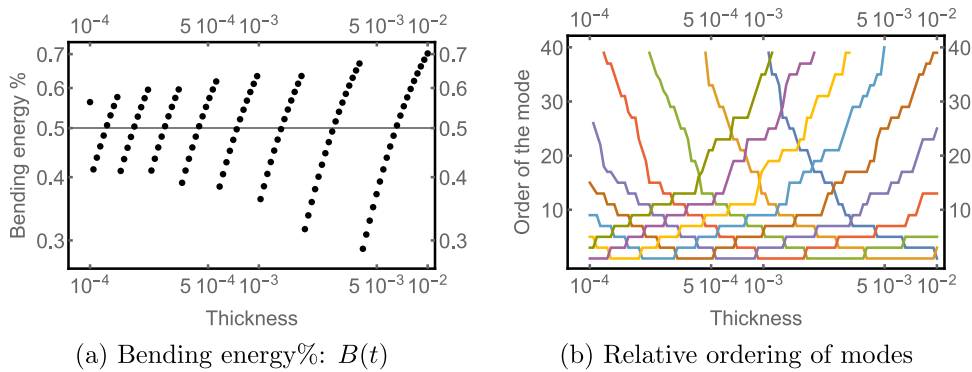 10⁻⁴ 5 10⁻⁴ 10⁻³ 5 10⁻³ 10⁻²
0.7 0.7
0.6 0.6
0.5 0.5
0.4 0.4
0.3 0.3
Bending energy %
10⁻⁴ 5 10⁻⁴ 10⁻³ 5 10⁻³ 10⁻²
Thickness
(a) Bending energy%: B(t)
10⁻⁴ 5 10⁻⁴ 10⁻³ 5 10⁻³ 10⁻²
40 40
30 30
20 20
10 10
Order of the mode
10⁻⁴ 5 10⁻⁴ 10⁻³ 5 10⁻³ 10⁻²
Thickness
(b) Relative ordering of modes